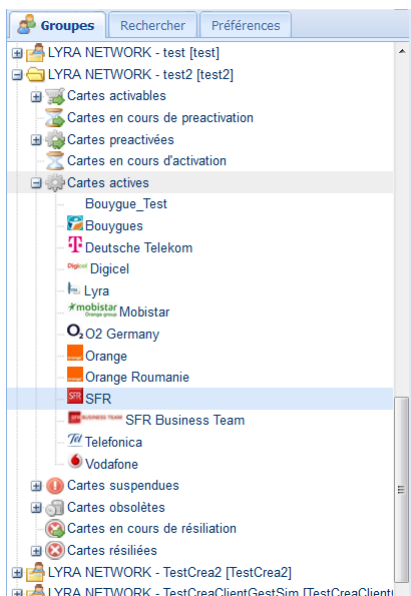 Groupes Rechercher Préférences
LYRA NETWORK - test [test]
LYRA NETWORK - test2 [test2]
Cartes activables
Cartes en cours de preactivation
Cartes preactivées
Cartes en cours d'activation
Cartes actives
Bouygue_Test
Bouygues
T Deutsche Telekom
Digicel Digicel
Lyra
mobistar Mobistar
O2 O2 Germany
Orange
Orange Roumanie
SFR SFR
SFR BUSINESS TEAM SFR Business Team
Tel Telefonica
Vodafone
Cartes suspendues
Cartes obsolètes
Cartes en cours de résiliation
Cartes résiliées
LYRA NETWORK - TestCrea2 [TestCrea2]
LYRA NETWORK - TestCreaClientGestSim [TestCreaClient